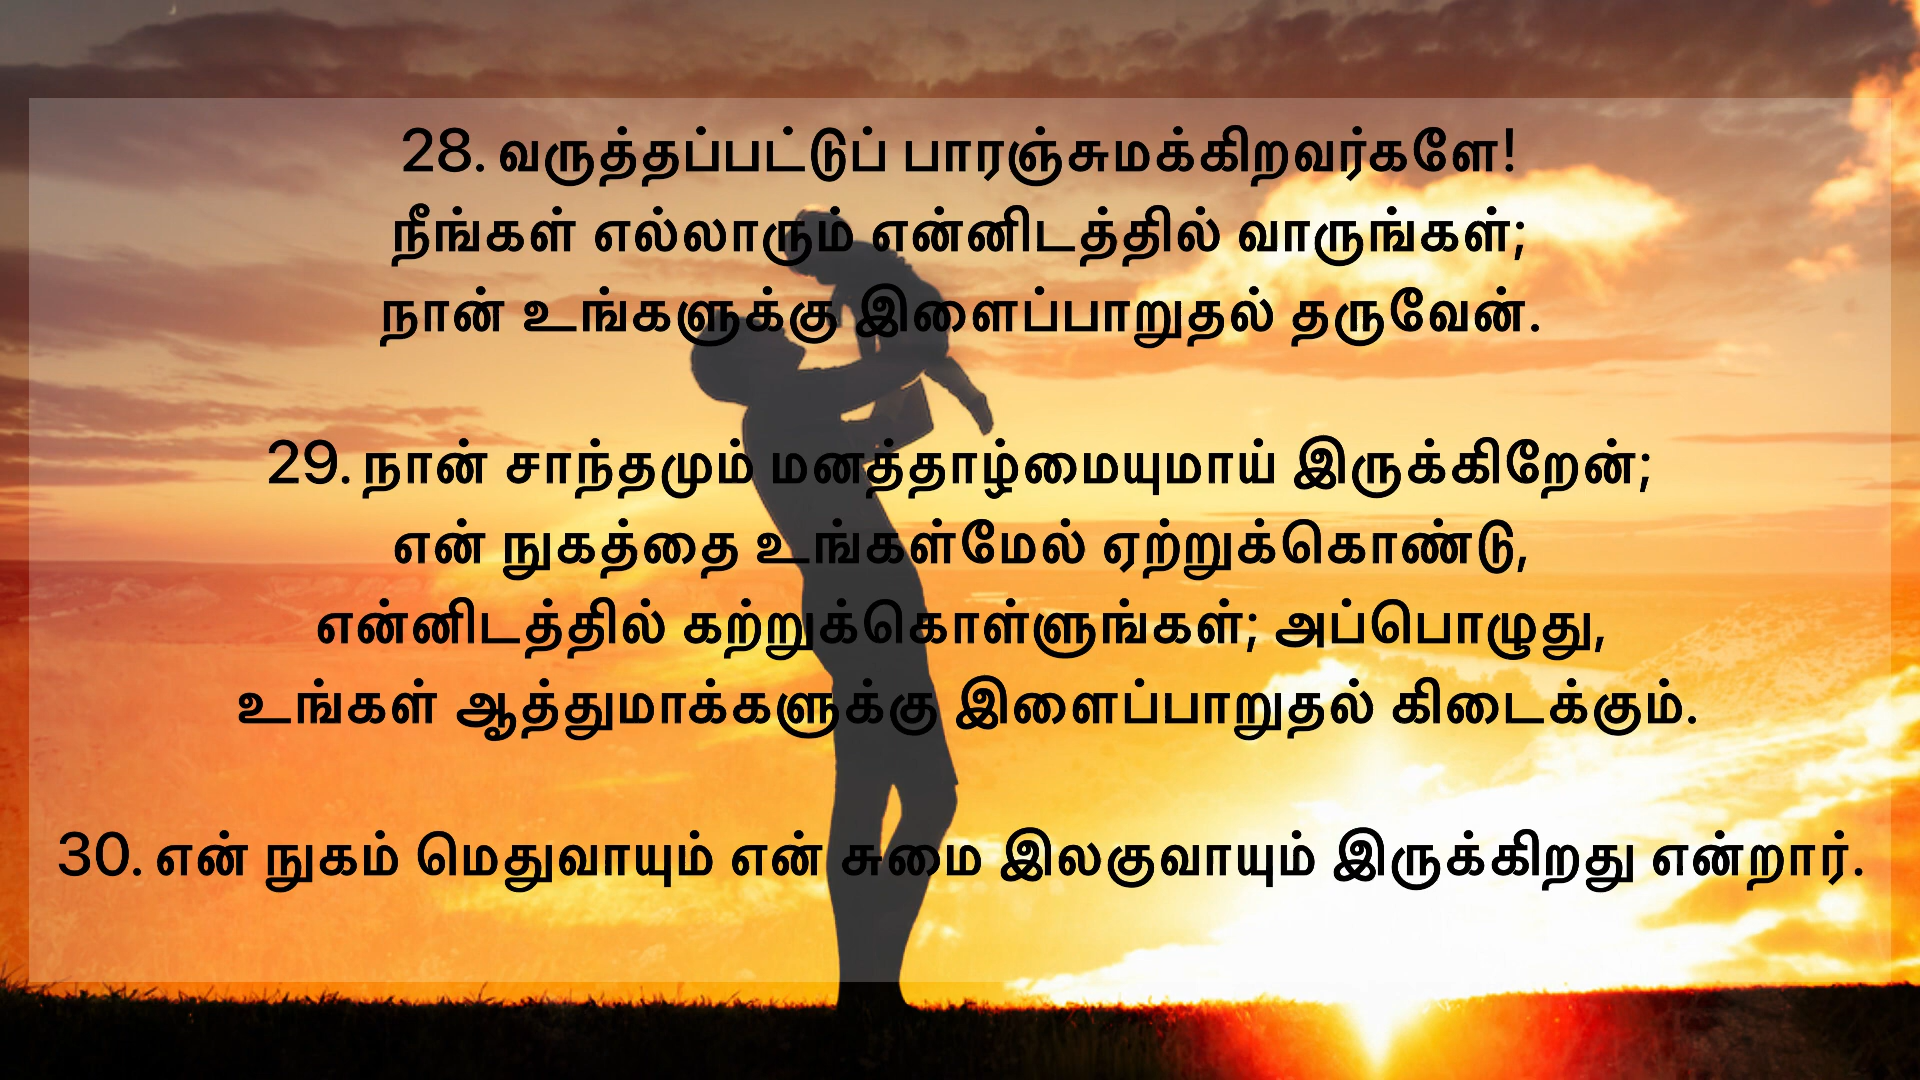 28. வருத்தப்பட்டுப் பாரஞ்சுமக்கிறவர்களே!
நீங்கள் எல்லாரும் என்னிடத்தில் வாருங்கள்;
நான் உங்களுக்கு இளைப்பாறுதல் தருவேன்.
29. நான் சாந்தமும் மனத்தாழ்மையுமாய் இருக்கிறேன்;
என் நுகத்தை உங்கள்மேல் ஏற்றுக்கொண்டு,
என்னிடத்தில் கற்றுக்கொள்ளுங்கள்; அப்பொழுது,
உங்கள் ஆத்துமாக்களுக்கு இளைப்பாறுதல் கிடைக்கும்.
30. என் நுகம் மெதுவாயும் என் சுமை இலகுவாயும் இருக்கிறது என்றார்.